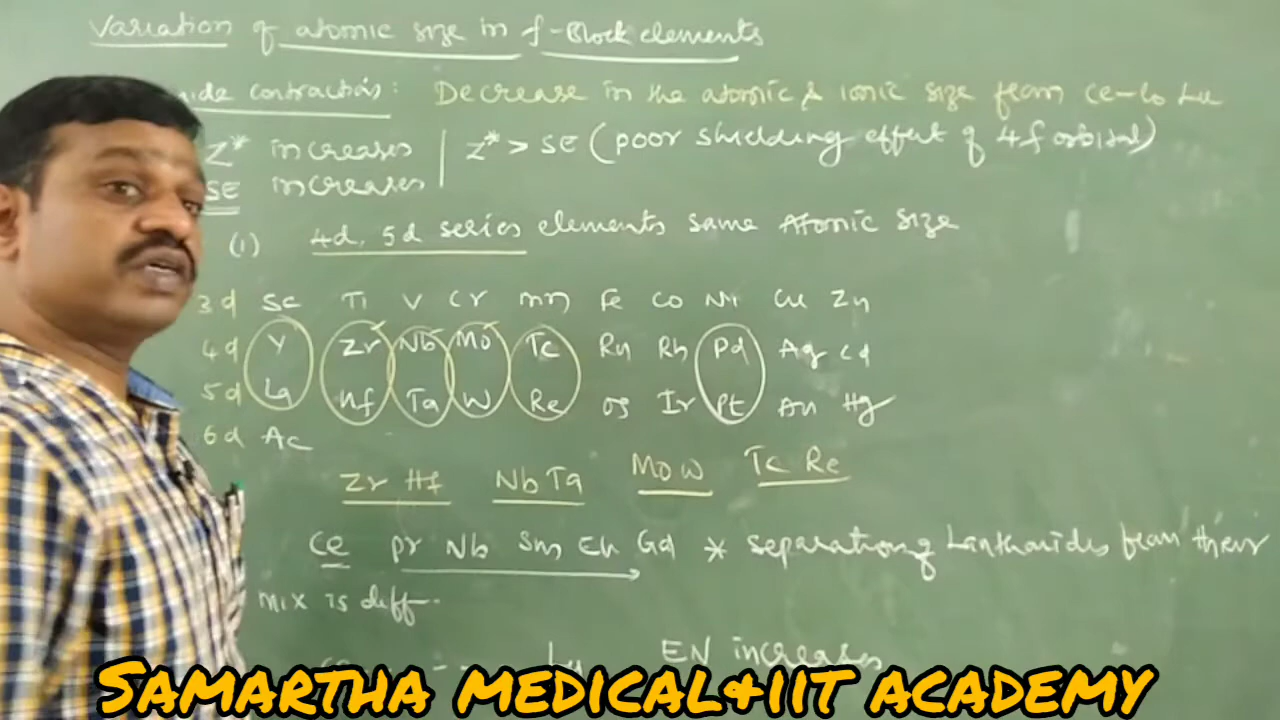 Variation of atomic size in f-Block elements
nide contraction: Decrease in the atomic & ionic size from Ce-to Lu
Z* increases | Z* > SE (poor shielding effect of 4f orbital)
SE increases
(1) 4d, 5d series elements same Atomic size
3d Sc Ti V Cr Mn Fe Co Ni Cu Zn
4d Y Zr Nb Mo Tc Ru Rh Pd Ag Cd
5d La Hf Ta W Re Os Ir Pt Au Hg
6d Ac
Zr Hf Nb Ta Mo W Tc Re
Ce Pr Nb Sm Eu Gd * Separation of Lanthanides from their
mix is diff--
Lu EN increases
SAMARTHA MEDICAL&IIT ACADEMY